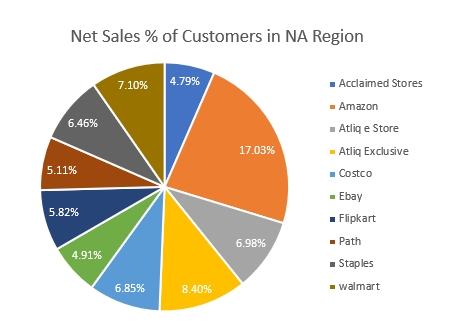 Net Sales % of Customers in NA Region
4.79%
17.03%
6.98%
8.40%
6.85%
4.91%
5.82%
5.11%
6.46%
7.10%
Acclaimed Stores
Amazon
Atliq e Store
Atliq Exclusive
Costco
Ebay
Flipkart
Path
Staples
walmart